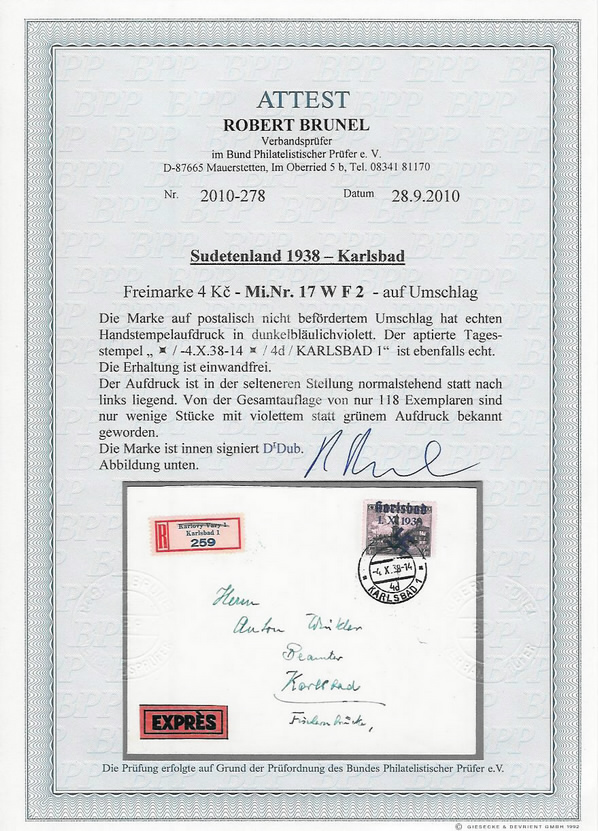 ATTEST
ROBERT BRUNEL
Verbandsprüfer
im Bund Philatelistischer Prüfer e. V.
D-87665 Mauerstetten, Im Oberried 5 b, Tel. 08341 81170
Nr. 2010-278 Datum 28.9.2010
Sudetenland 1938 – Karlsbad
Freimarke 4 Kč - Mi.Nr. 17 W F 2 - auf Umschlag
Die Marke auf postalisch nicht befördertem Umschlag hat echten
Handstempelaufdruck in dunkelbläulichviolett. Der aptierte Tages-
stempel „ ¤ / -4.X.38-14 ¤ / 4d / KARLSBAD 1“ ist ebenfalls echt.
Die Erhaltung ist einwandfrei.
Der Aufdruck ist in der selteneren Stellung normalstehend statt nach
links liegend. Von der Gesamtauflage von nur 118 Exemplaren sind
nur wenige Stücke mit violettem statt grünem Aufdruck bekannt
geworden.
Die Marke ist innen signiert DʳDub.
Abbildung unten.
Karlsbad
1. X. 1938
Karlovy Vary 1.
Karlsbad 1
R 259
-4.X.38-14
4d
KARLSBAD 1
Herrn
Anton Winkler
Beamter
Karlsbad
EXPRÈS
Die Prüfung erfolgte auf Grund der Prüfordnung des Bundes Philatelistischer Prüfer e.V.
© GIESECKE & DEVRIENT GMBH 1992